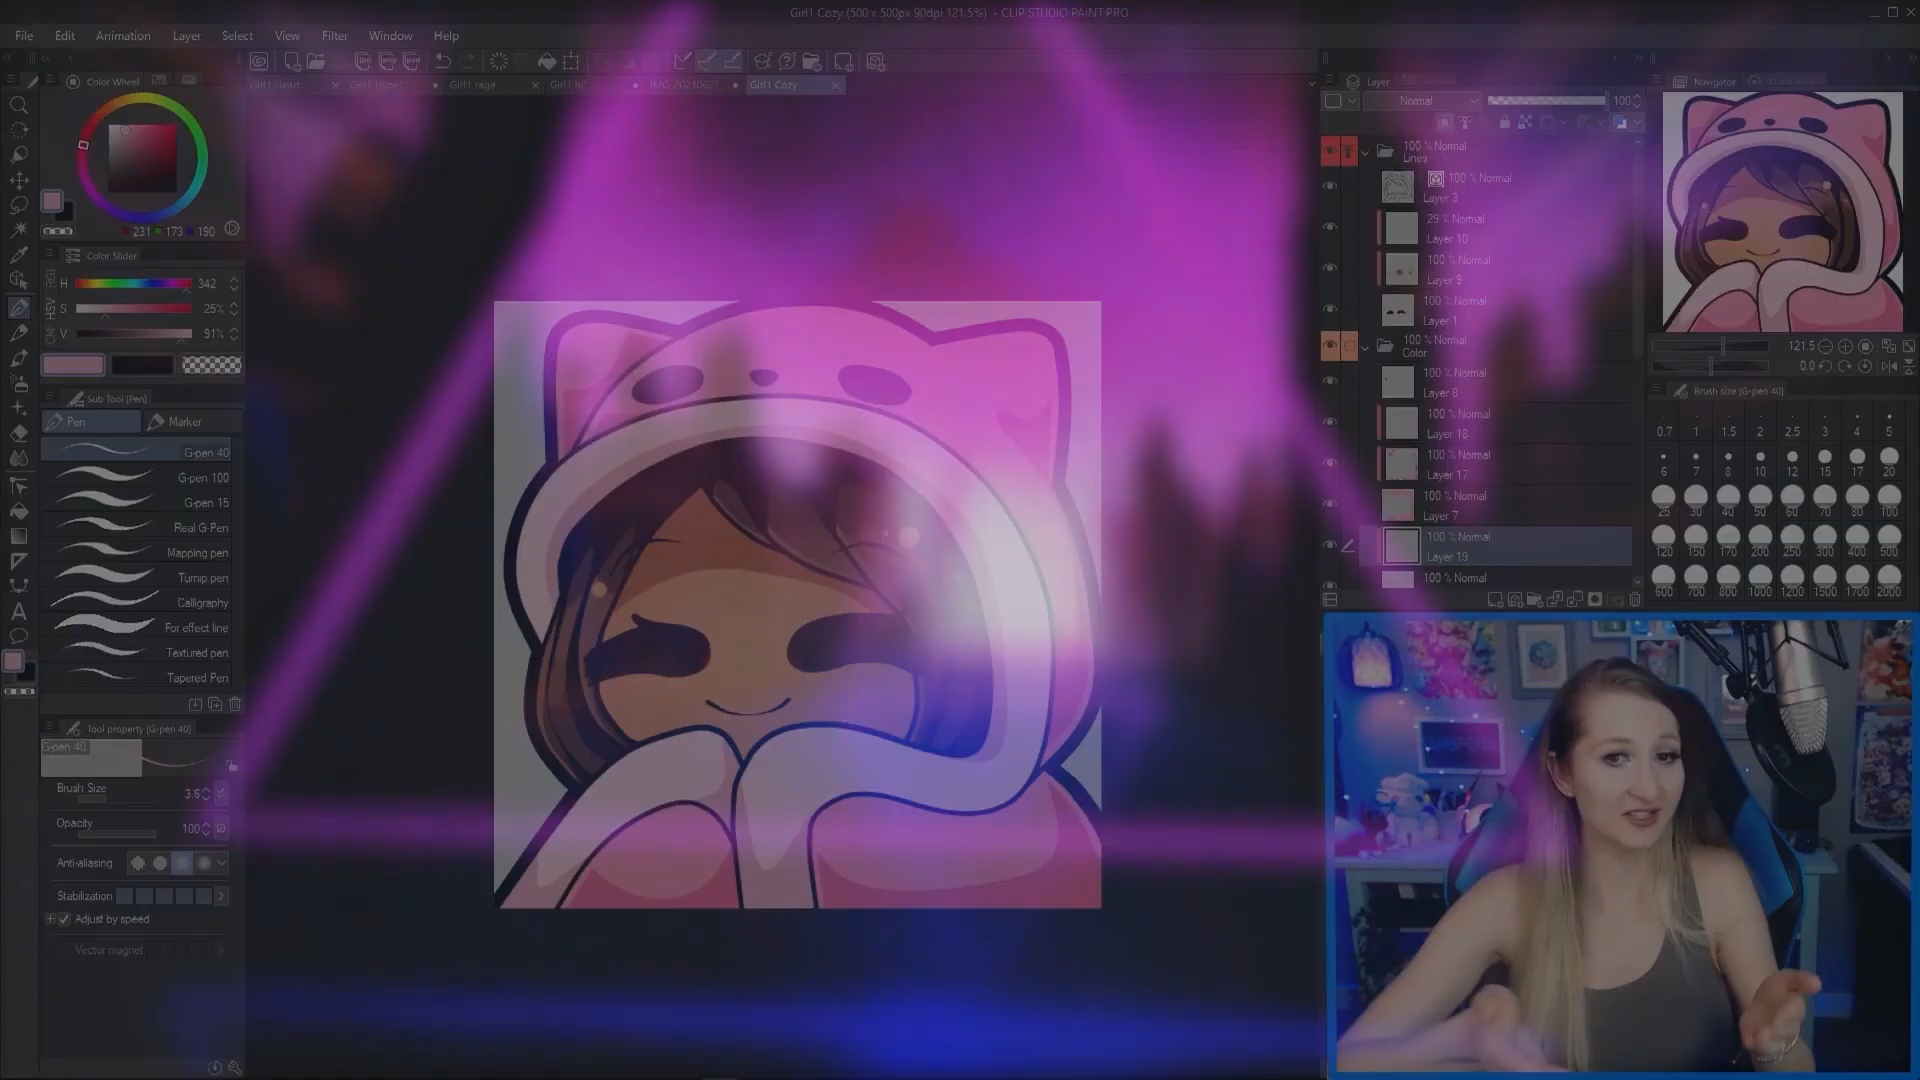 Girl1 Cozy (500 x 500px 90dpi 121.5%) - CLIP STUDIO PAINT PRO
File Edit Animation Layer Select View Filter Window Help
Color Wheel
Girl1 Heart Girl1 Hype* Girl1 rage Girl1 hi* IMG_20210627 Girl1 Cozy
Layer
Navigator
Normal 100
231 173 190
Color Slider
H 342
S 25%
V 91%
Sub Tool [Pen]
Pen Marker
G-pen 40
G-pen 100
G-pen 15
Real G-Pen
Mapping pen
Turnip pen
Calligraphy
For effect line
Textured pen
Tapered Pen
Tool property [G-pen 40]
G-pen 40
Brush Size 3.6
Opacity 100
Anti-aliasing
Stabilization
Adjust by speed
Vector magnet
100 % Normal
Lines
100 % Normal
Layer 3
29 % Normal
Layer 10
100 % Normal
Layer 9
100 % Normal
Layer 1
100 % Normal
Color
100 % Normal
Layer 8
100 % Normal
Layer 18
100 % Normal
Layer 17
100 % Normal
Layer 7
100 % Normal
Layer 19
100 % Normal
121.5
0.0
Brush size [G-pen 40]
0.7 1 1.5 2 2.5 3 4 5
6 7 8 10 12 15 17 20
25 30 40 50 60 70 80 100
120 150 170 200 250 300 400 500
600 700 800 1000 1200 1500 1700 2000